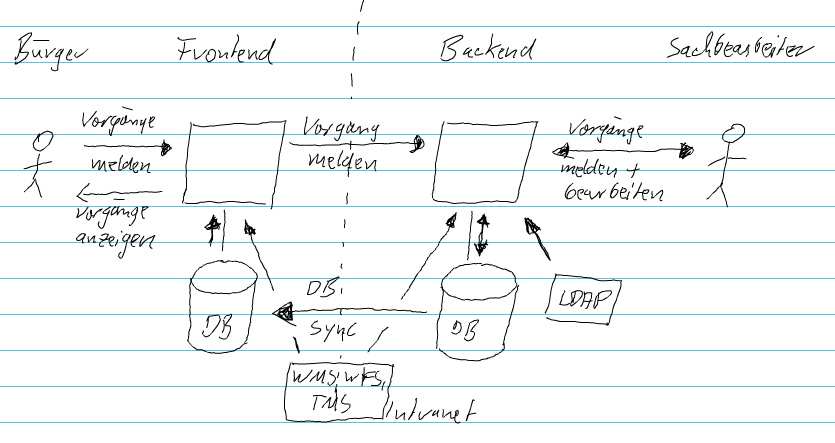 Bürger
Frontend
Backend
Sachbearbeiter
Vorgänge
melden
Vorgänge
anzeigen
Vorgang
melden
Vorgänge
melden +
bearbeiten
DB
DB
Sync
DB
LDAP
WMS, WFS,
TMS
Intranet